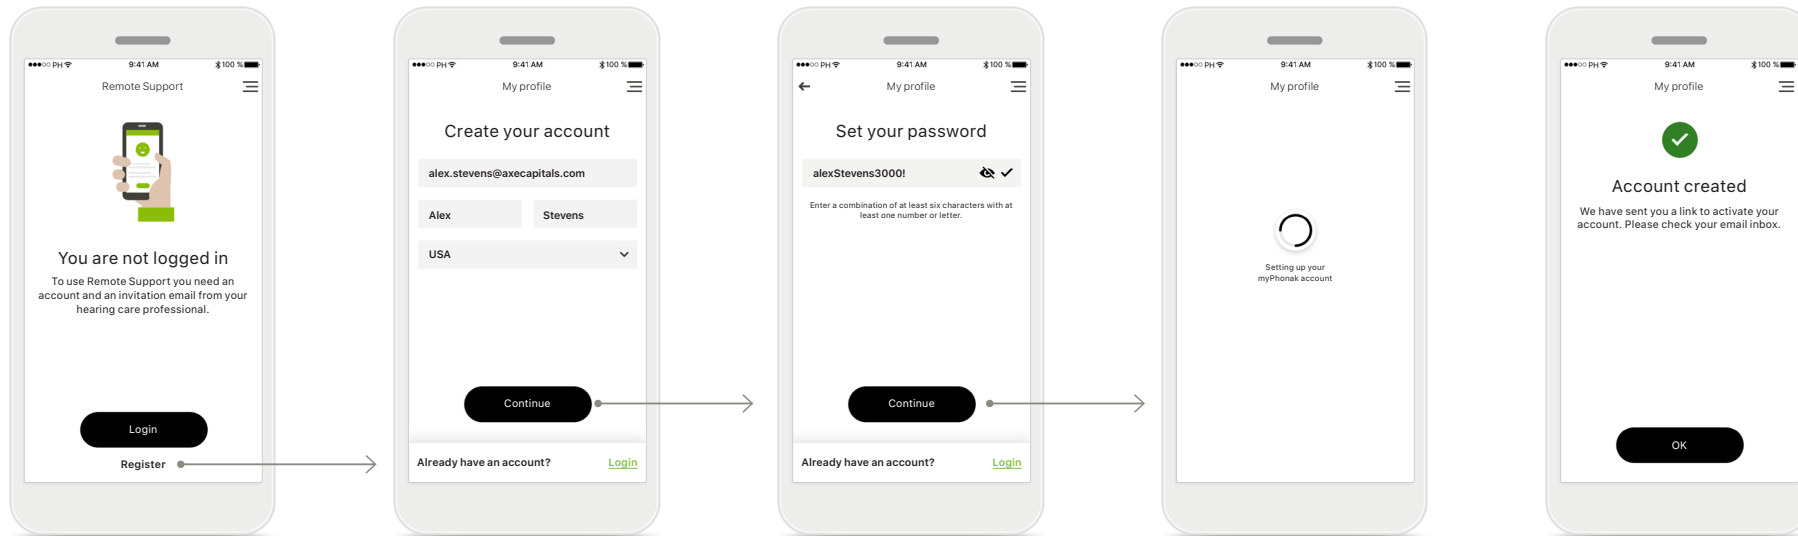 PH 9:41 AM 100 %
Remote Support
You are not logged in
To use Remote Support you need an
account and an invitation email from your
hearing care professional.
Login
Register
PH 9:41 AM 100 %
My profile
Create your account
alex.stevens@axecapitals.com
Alex Stevens
USA
Continue
Already have an account? Login
PH 9:41 AM 100 %
My profile
Set your password
alexStevens3000!
Enter a combination of at least six characters with at
least one number or letter.
Continue
Already have an account? Login
PH 9:41 AM 100 %
My profile
Setting up your
myPhonak account
PH 9:41 AM 100 %
My profile
Account created
We have sent you a link to activate your
account. Please check your email inbox.
OK